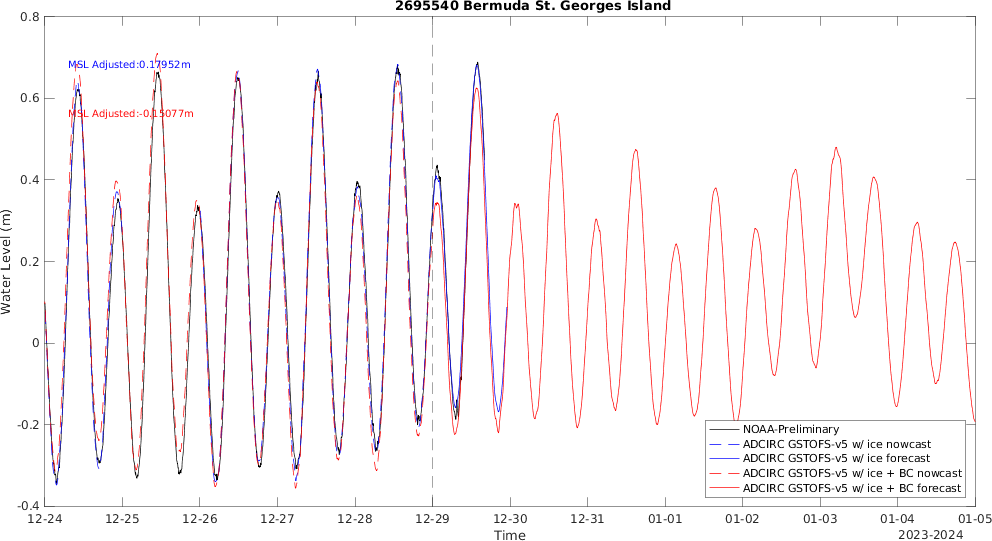 2695540 Bermuda St. Georges Island
0.8
0.6
0.4
0.2
0
-0.2
-0.4
Water Level (m)
MSL Adjusted:0.17952m
MSL Adjusted:-0.15077m
NOAA-Preliminary
ADCIRC GSTOFS-v5 w/ ice nowcast
ADCIRC GSTOFS-v5 w/ ice forecast
ADCIRC GSTOFS-v5 w/ ice + BC nowcast
ADCIRC GSTOFS-v5 w/ ice + BC forecast
12-24 12-25 12-26 12-27 12-28 12-29 12-30 12-31 01-01 01-02 01-03 01-04 01-05
Time
2023-2024